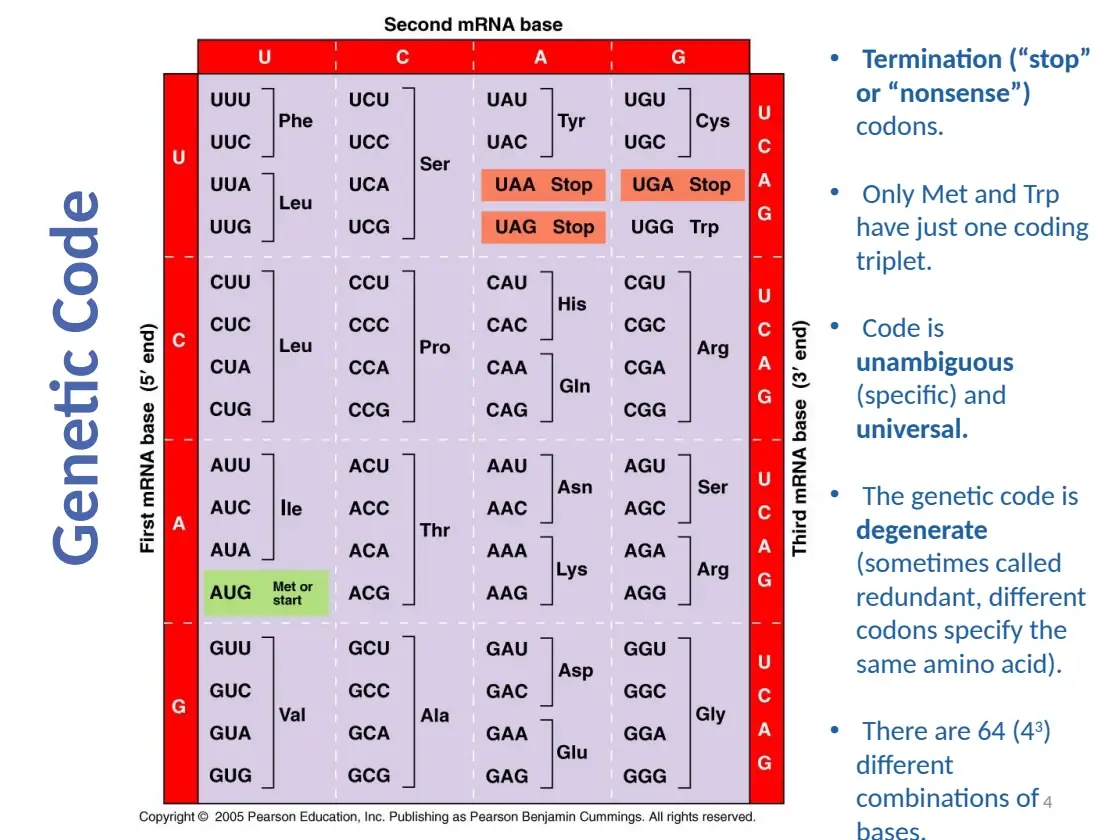 Genetic Code
Second mRNA base
U C A G
First mRNA base (5′ end)
Third mRNA base (3′ end)
U
UUU
UUC
Phe
UUA
UUG
Leu
UCU
UCC
UCA
UCG
Ser
UAU
UAC
Tyr
UAA Stop
UAG Stop
UGU
UGC
Cys
UGA Stop
UGG Trp
U
C
A
G
C
CUU
CUC
CUA
CUG
Leu
CCU
CCC
CCA
CCG
Pro
CAU
CAC
His
CAA
CAG
Gln
CGU
CGC
CGA
CGG
Arg
U
C
A
G
A
AUU
AUC
AUA
Ile
AUG Met or
start
ACU
ACC
ACA
ACG
Thr
AAU
AAC
Asn
AAA
AAG
Lys
AGU
AGC
Ser
AGA
AGG
Arg
U
C
A
G
G
GUU
GUC
GUA
GUG
Val
GCU
GCC
GCA
GCG
Ala
GAU
GAC
Asp
GAA
GAG
Glu
GGU
GGC
GGA
GGG
Gly
U
C
A
G
Copyright © 2005 Pearson Education, Inc. Publishing as Pearson Benjamin Cummings. All rights reserved.
• Termination (“stop”
or “nonsense”)
codons.
• Only Met and Trp
have just one coding
triplet.
• Code is
unambiguous
(specific) and
universal.
• The genetic code is
degenerate
(sometimes called
redundant, different
codons specify the
same amino acid).
• There are 64 (4³)
different
combinations of
bases.
4